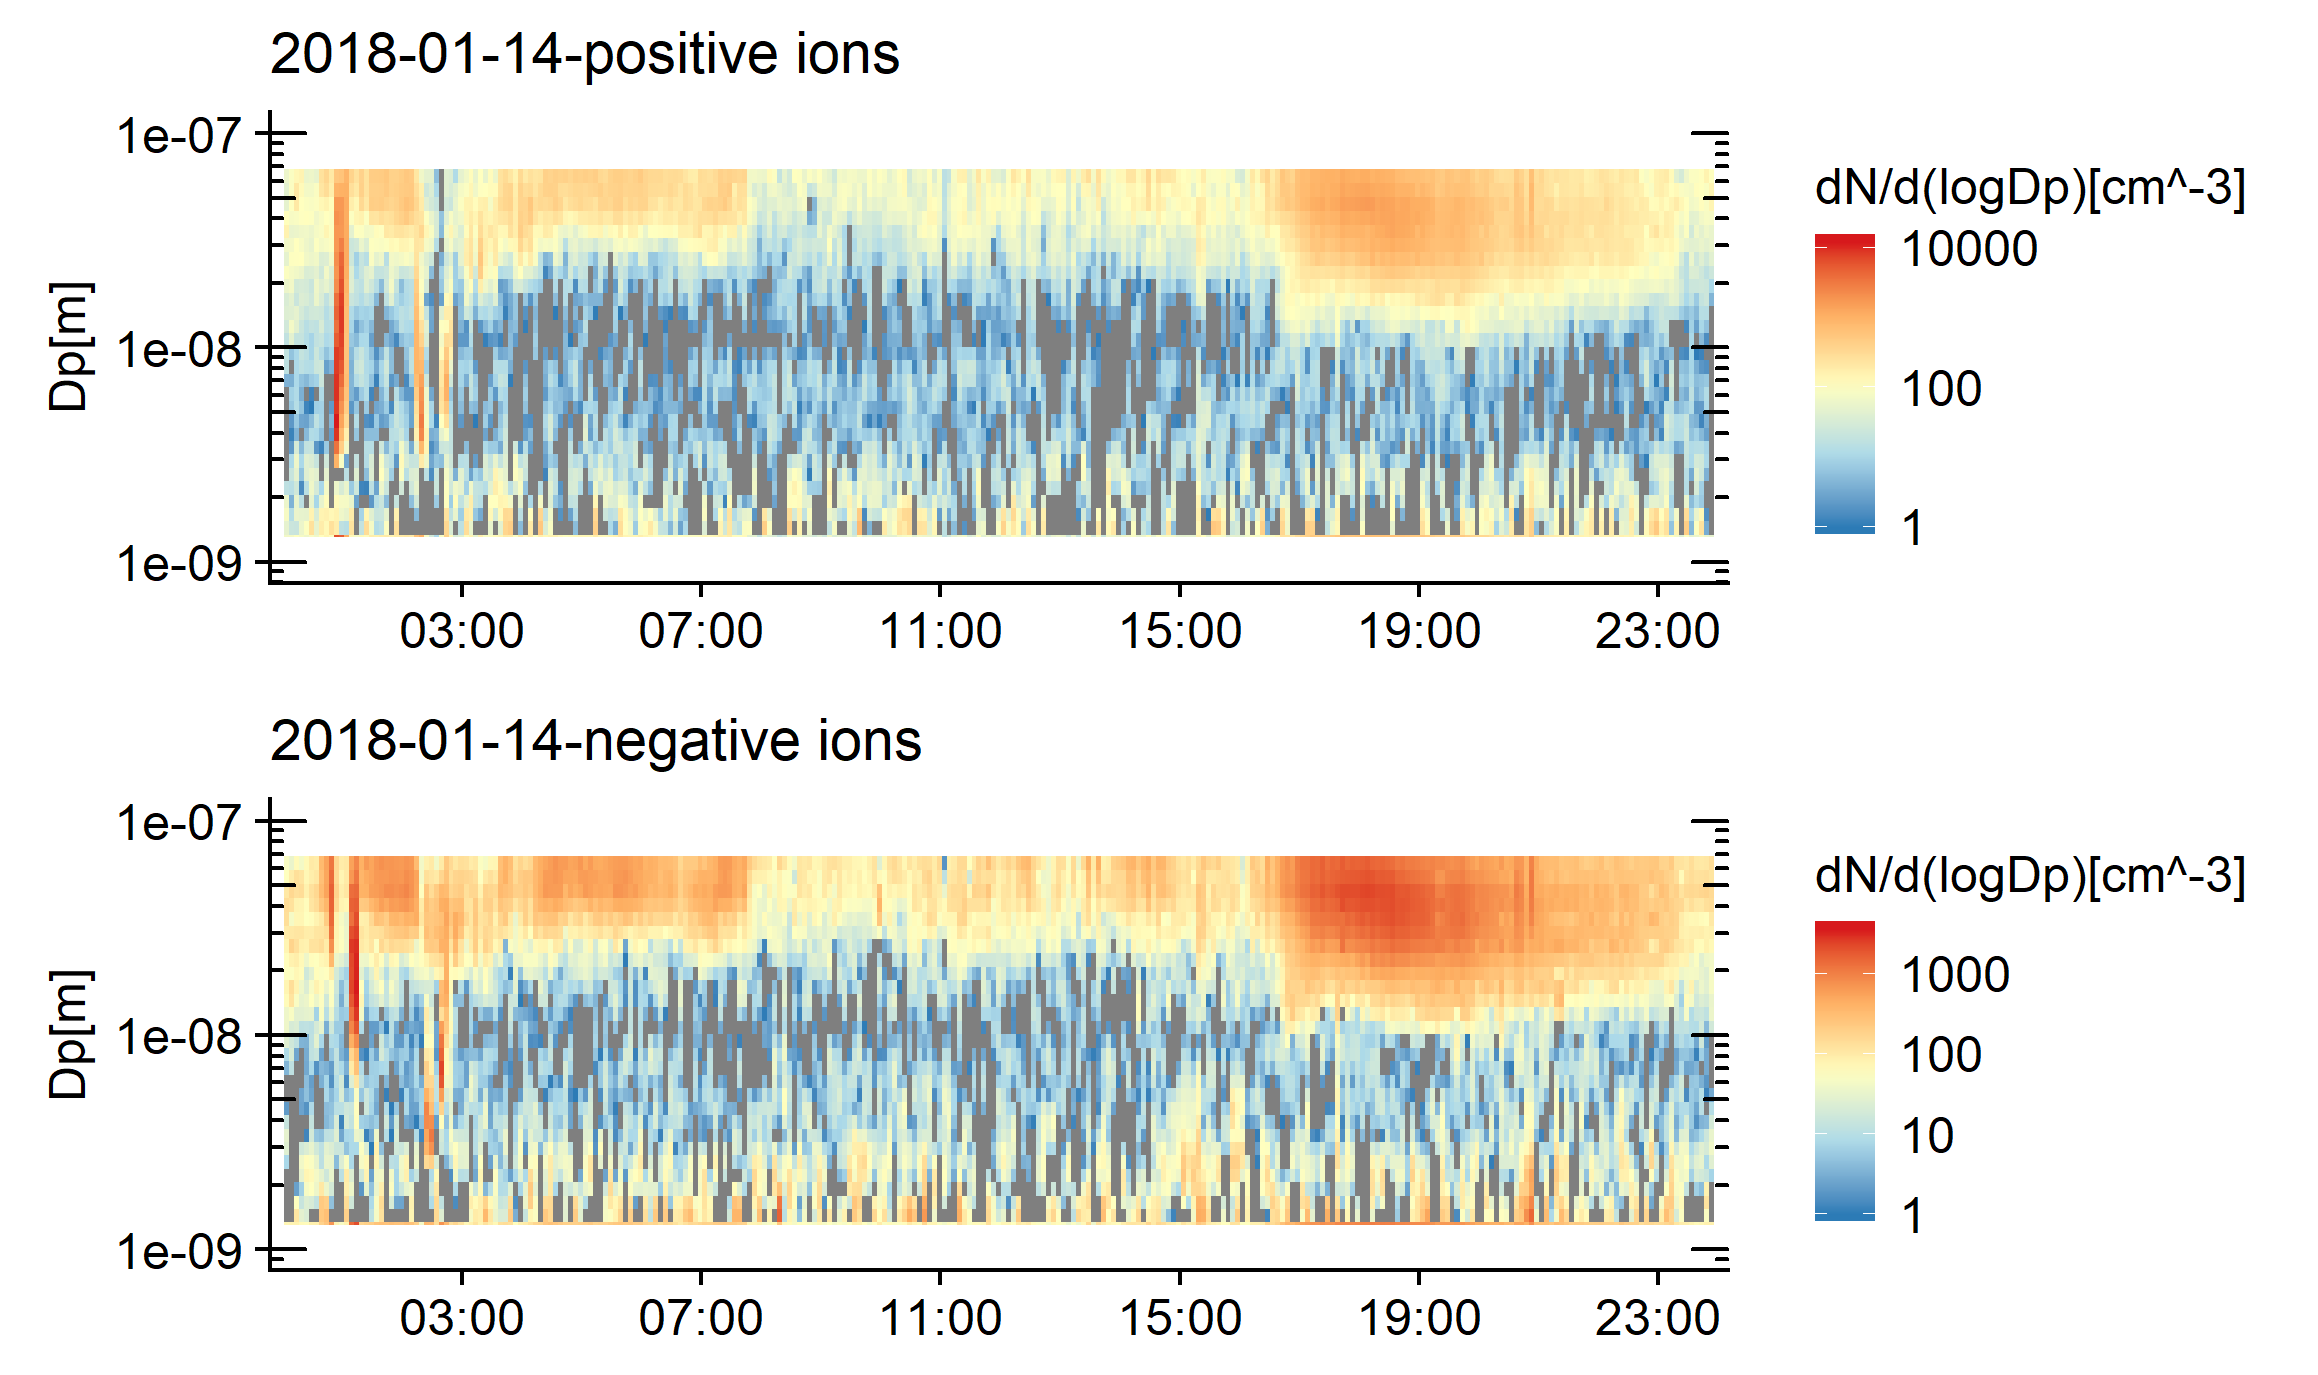 2018-01-14-positive ions
1e-07
1e-08
1e-09
Dp[m]
03:00 07:00 11:00 15:00 19:00 23:00
dN/d(logDp)[cm^-3]
10000
100
1
2018-01-14-negative ions
1e-07
1e-08
1e-09
Dp[m]
03:00 07:00 11:00 15:00 19:00 23:00
dN/d(logDp)[cm^-3]
1000
100
10
1